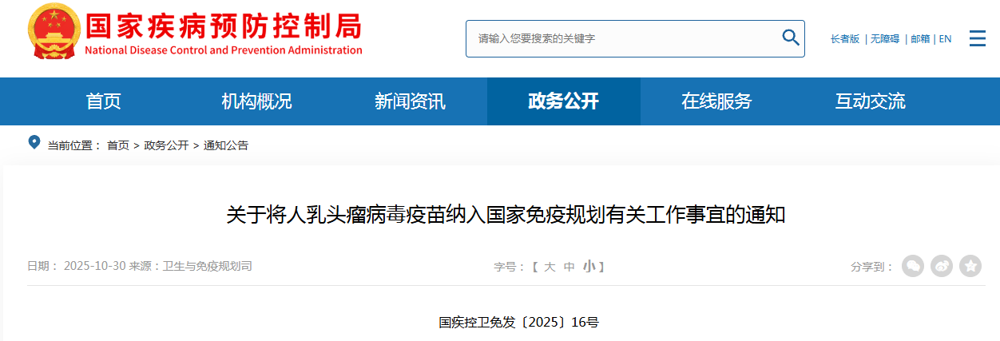 国家疾病预防控制局
National Disease Control and Prevention Administration
请输入您要搜索的关键字
长者版 | 无障碍 | 邮箱 | EN
首页 机构概况 新闻资讯 政务公开 在线服务 互动交流
当前位置： 首页 > 政务公开 > 通知公告
关于将人乳头瘤病毒疫苗纳入国家免疫规划有关工作事宜的通知
日期： 2025-10-30 来源：卫生与免疫规划司 字号：【 大 中 小 】 分享到：
国疾控卫免发〔2025〕16号